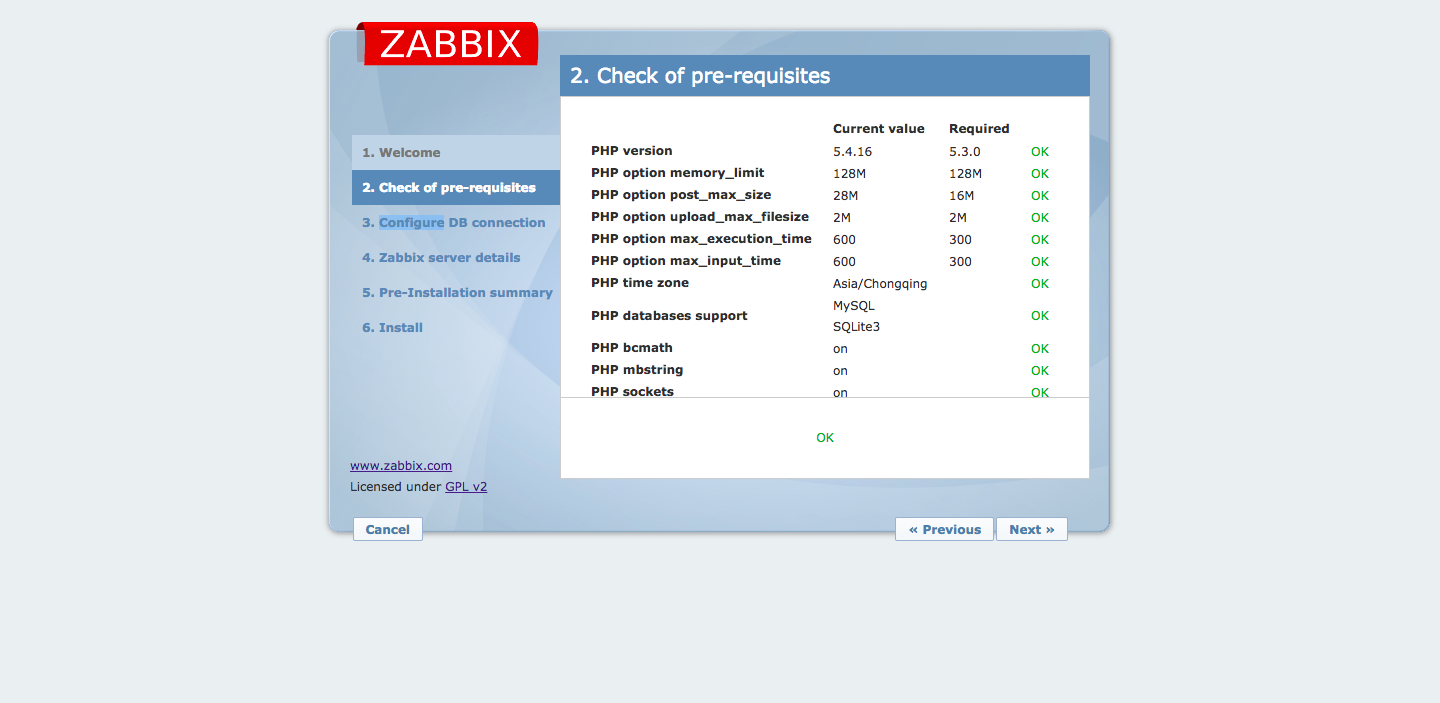 ZABBIX
2. Check of pre-requisites
1. Welcome
2. Check of pre-requisites
3. Configure DB connection
4. Zabbix server details
5. Pre-Installation summary
6. Install
www.zabbix.com
Licensed under GPL v2
Current value Required
PHP version 5.4.16 5.3.0 OK
PHP option memory_limit 128M 128M OK
PHP option post_max_size 28M 16M OK
PHP option upload_max_filesize 2M 2M OK
PHP option max_execution_time 600 300 OK
PHP option max_input_time 600 300 OK
PHP time zone Asia/Chongqing OK
MySQL
PHP databases support OK
SQLite3
PHP bcmath on OK
PHP mbstring on OK
PHP sockets on OK
OK
Cancel « Previous Next »